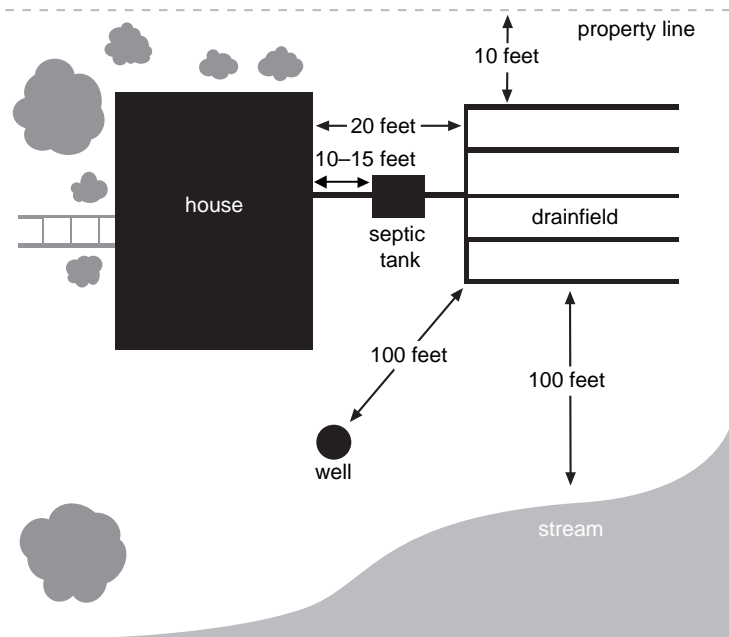 property line
10 feet
20 feet
10–15 feet
house
septic
tank
drainfield
100 feet
100 feet
well
stream